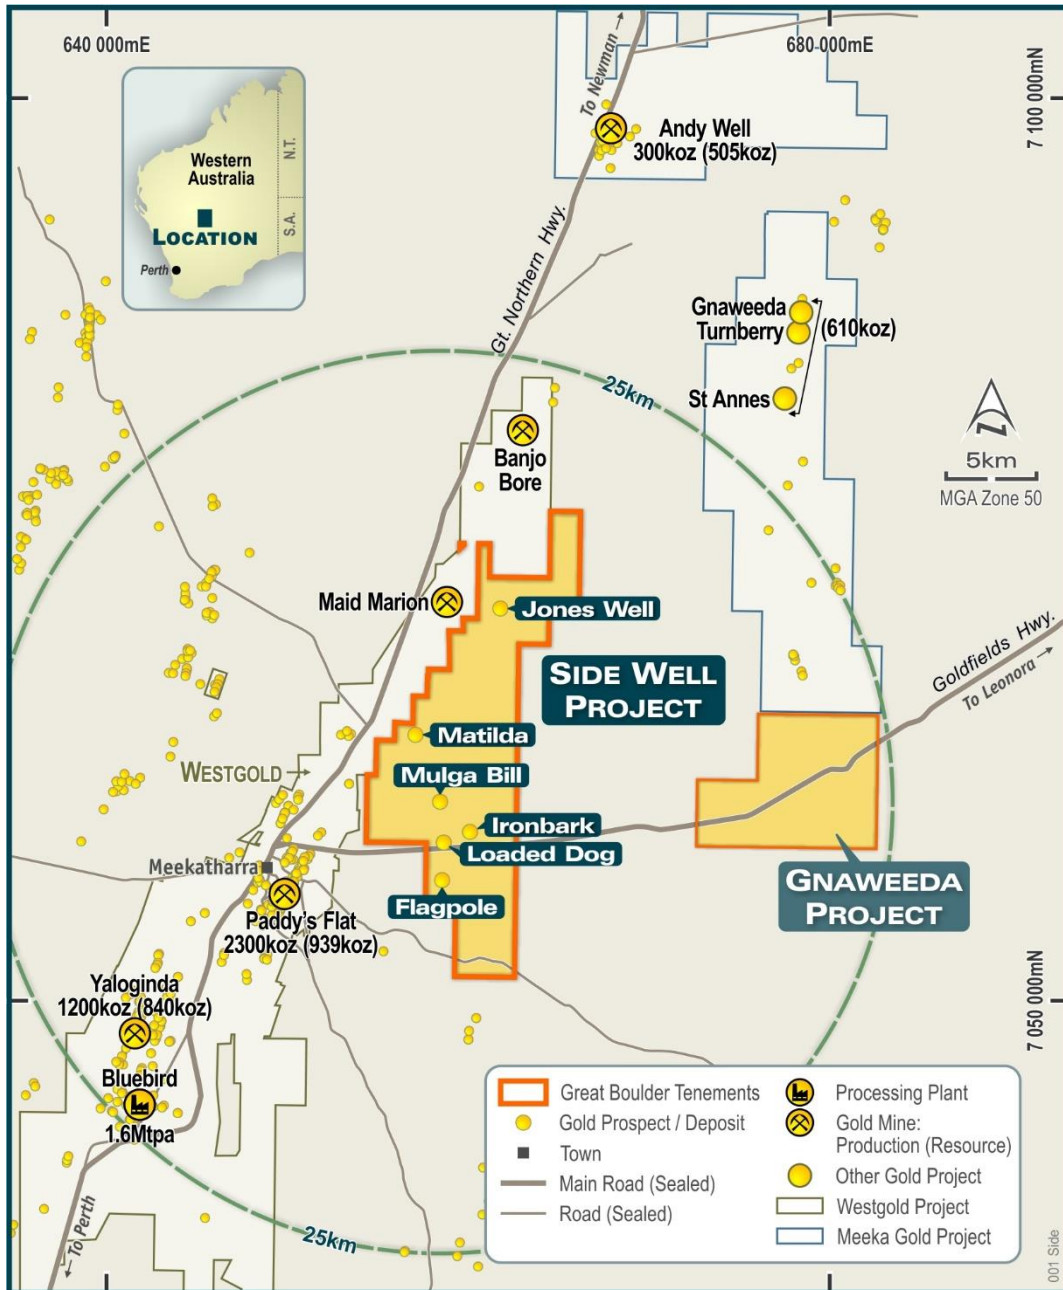 640 000mE
680 000mE
To Newman
7 100 000mN
Western
Australia
N.T.
S.A.
LOCATION
Perth
Andy Well
300koz (505koz)
Gt. Northern Hwy.
Gnaweeda
Turnberry
(610koz)
St Annes
25km
Banjo
Bore
N
5km
MGA Zone 50
Maid Marion
Jones Well
SIDE WELL
PROJECT
Goldfields Hwy.
To Leonora
Matilda
WESTGOLD
Mulga Bill
Ironbark
Loaded Dog
Meekatharra
Flagpole
GNAWEEDA
PROJECT
Paddy's Flat
2300koz (939koz)
Yaloginda
1200koz (840koz)
7 050 000mN
Bluebird
1.6Mtpa
To Perth
25km
Great Boulder Tenements
Gold Prospect / Deposit
Town
Main Road (Sealed)
Road (Sealed)
Processing Plant
Gold Mine:
Production (Resource)
Other Gold Project
Westgold Project
Meeka Gold Project
001 Side